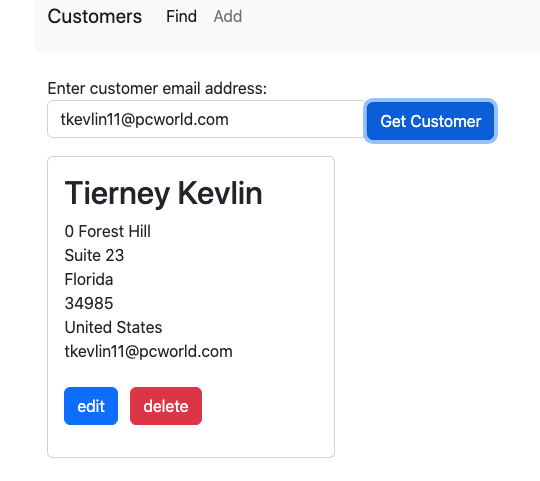 Customers Find Add
Enter customer email address:
tkevlin11@pcworld.com Get Customer
Tierney Kevlin
0 Forest Hill
Suite 23
Florida
34985
United States
tkevlin11@pcworld.com
edit delete